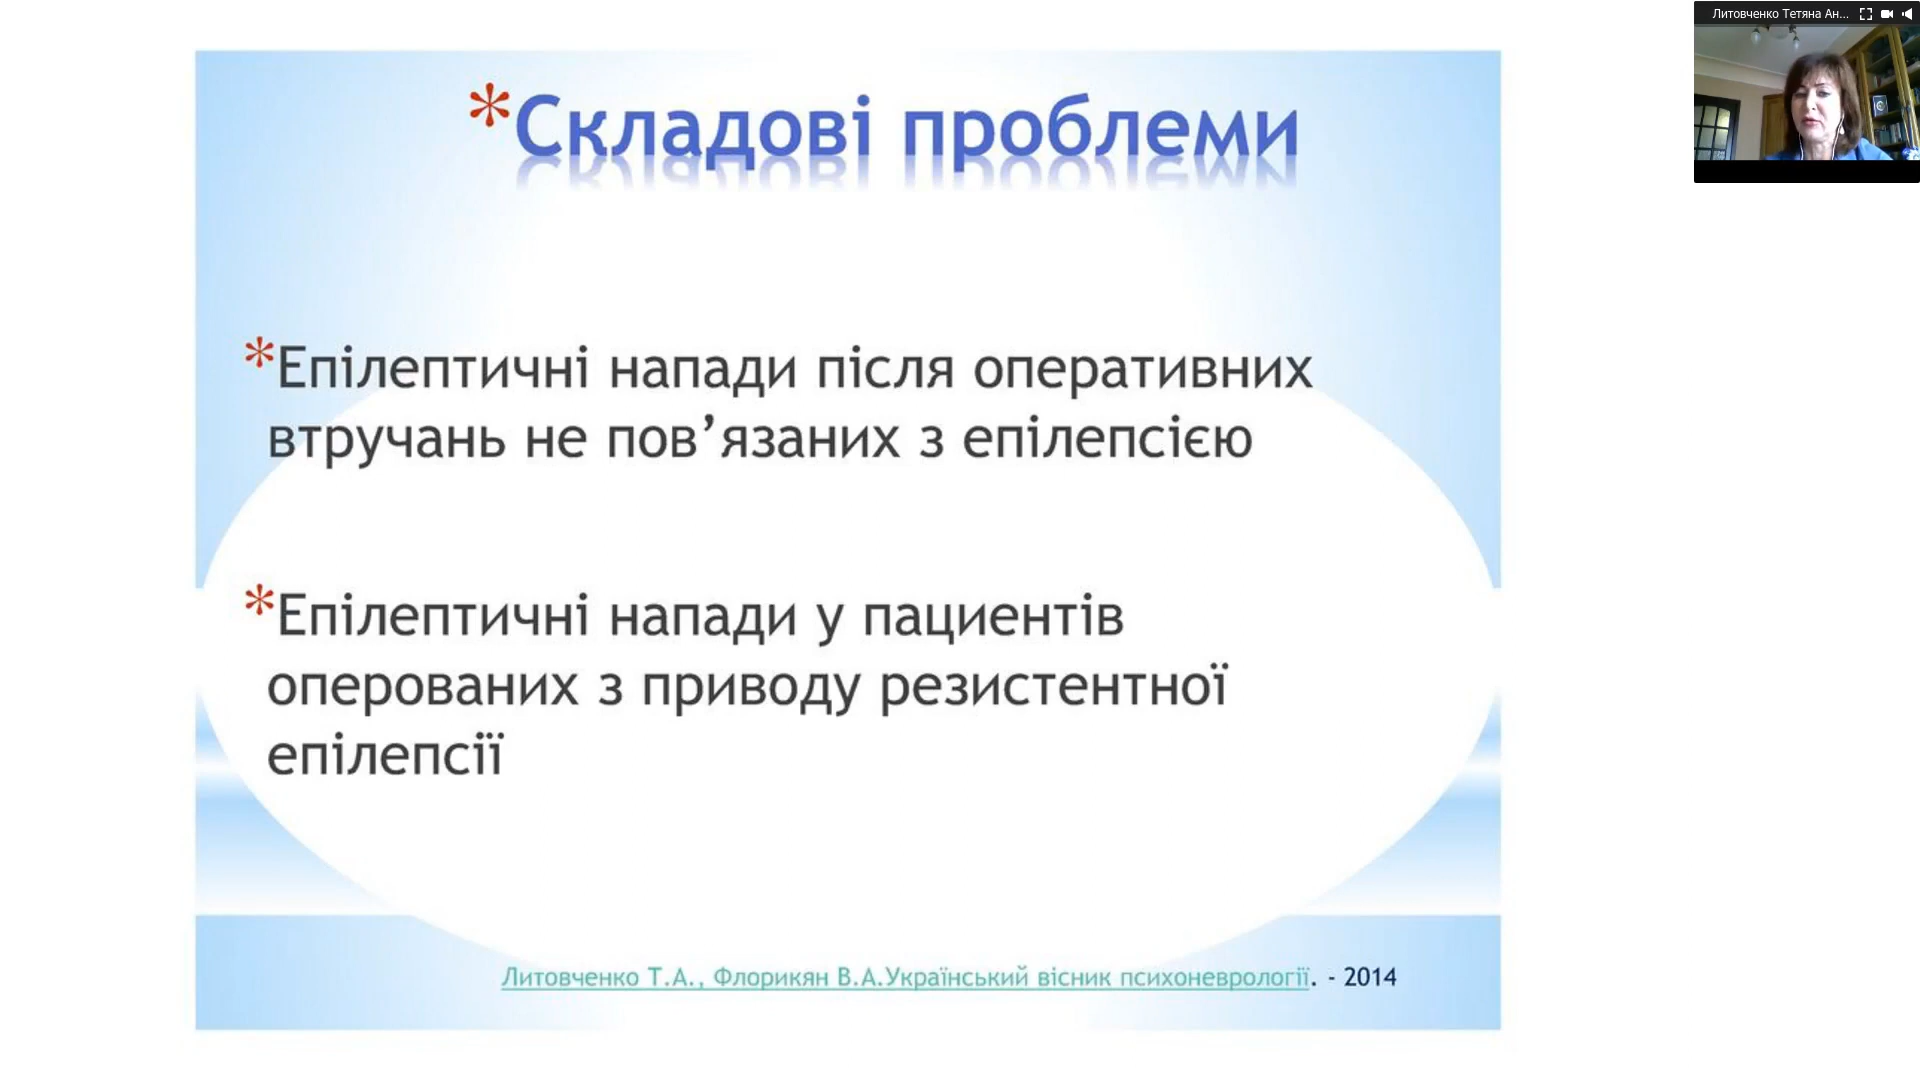 Литовченко Тетяна Ан...
*Складові проблеми
*Епілептичні напади після оперативних
втручань не пов’язаних з епілепсією
*Епілептичні напади у пациентів
оперованих з приводу резистентної
епілепсії
Литовченко Т.А., Флорикян В.А.Український вісник психоневрології. - 2014